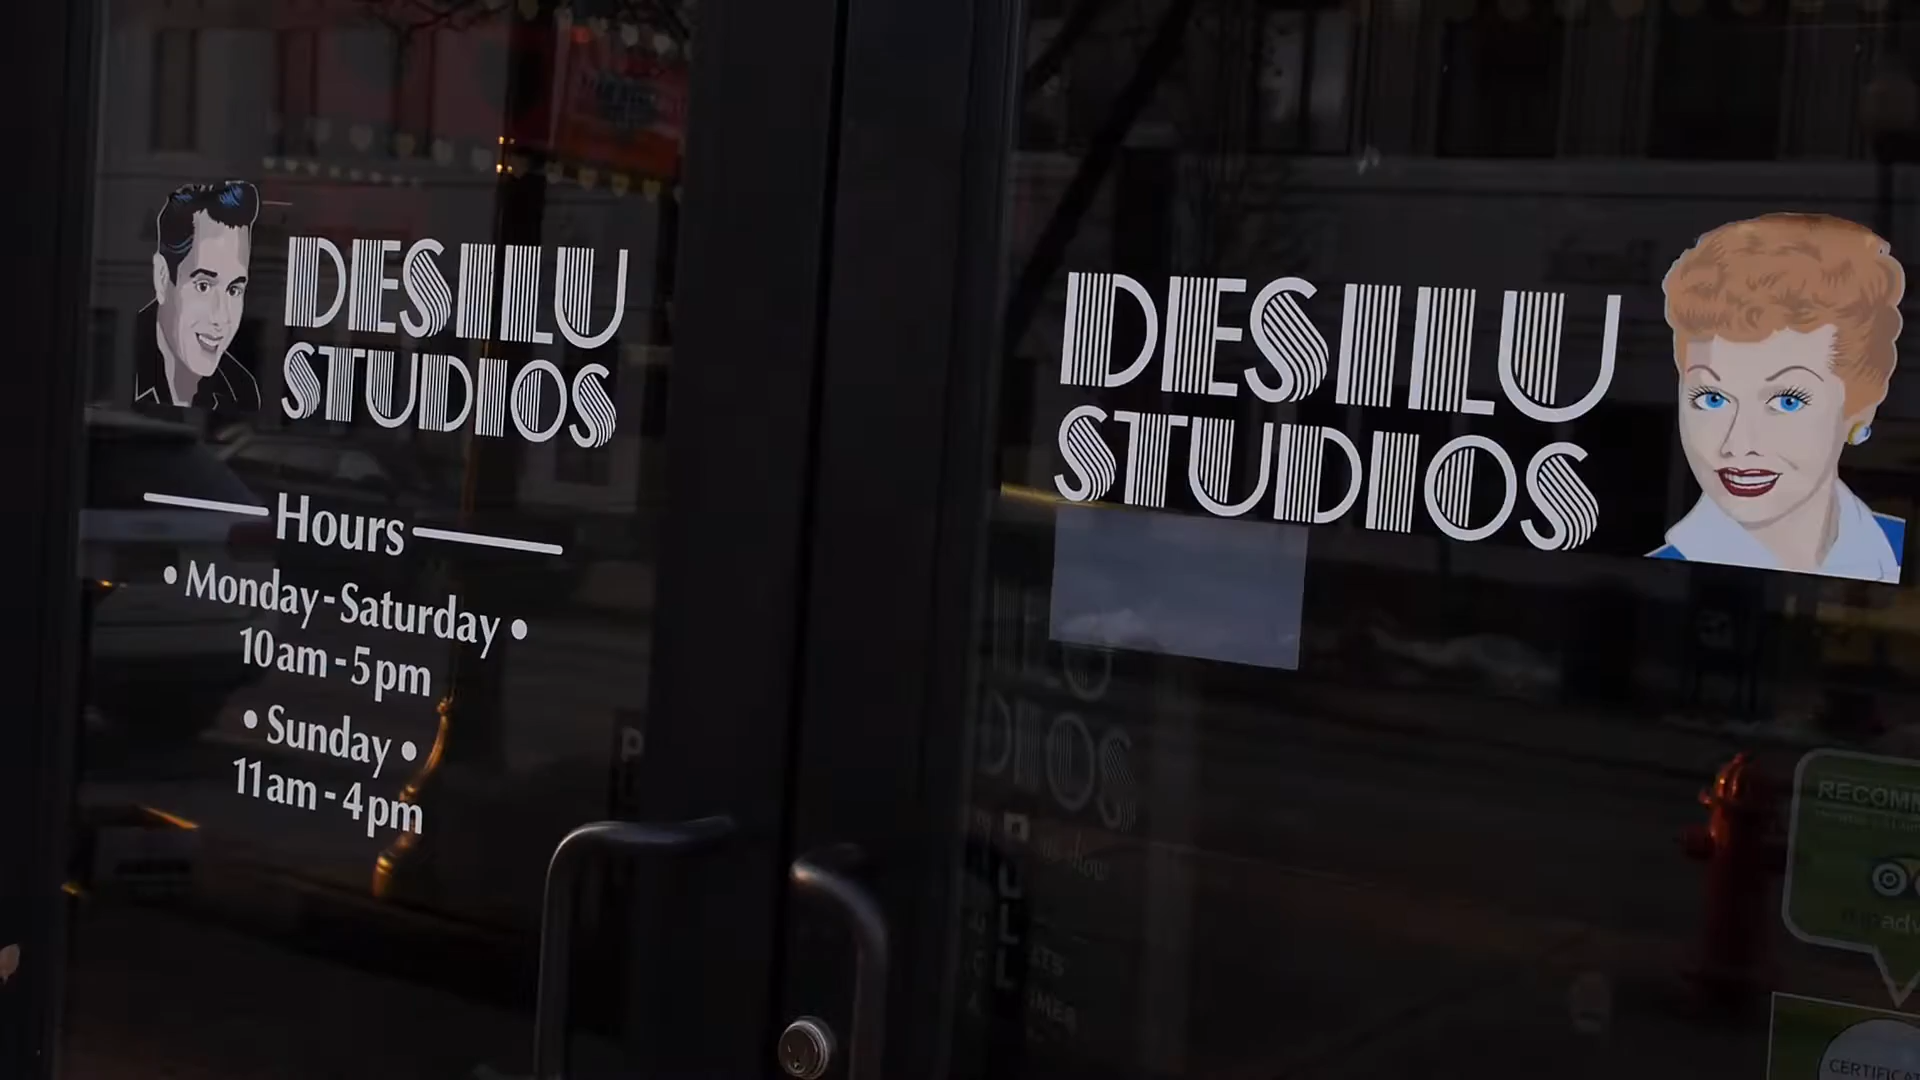 DESILU
STUDIOS
Hours
• Monday-Saturday •
10am-5pm
• Sunday •
11am-4pm
DESILU
STUDIOS